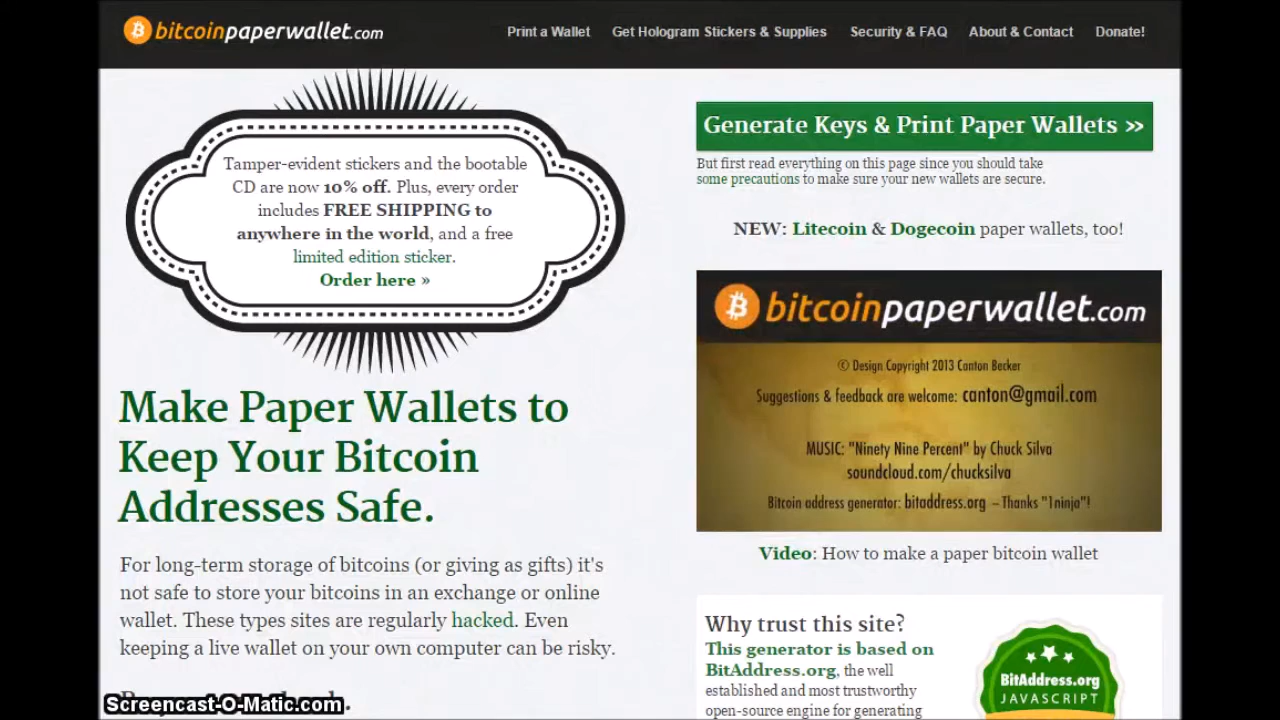 bitcoinpaperwallet.com
Print a Wallet
Get Hologram Stickers & Supplies
Security & FAQ
About & Contact
Donate!
Tamper-evident stickers and the bootable
CD are now 10% off. Plus, every order
includes FREE SHIPPING to
anywhere in the world, and a free
limited edition sticker.
Order here »
Make Paper Wallets to
Keep Your Bitcoin
Addresses Safe.
For long-term storage of bitcoins (or giving as gifts) it's
not safe to store your bitcoins in an exchange or online
wallet. These types sites are regularly hacked. Even
keeping a live wallet on your own computer can be risky.
Screencast-O-Matic.com
Generate Keys & Print Paper Wallets »
But first read everything on this page since you should take
some precautions to make sure your new wallets are secure.
NEW: Litecoin & Dogecoin paper wallets, too!
bitcoinpaperwallet.com
© Design Copyright 2013 Canton Becker
Suggestions & feedback are welcome: canton@gmail.com
MUSIC: "Ninety Nine Percent" by Chuck Silva
soundcloud.com/chucksilva
Bitcoin address generator: bitaddress.org – Thanks "1ninja"!
Video: How to make a paper bitcoin wallet
Why trust this site?
This generator is based on
BitAddress.org, the well
established and most trustworthy
open-source engine for generating
BitAddress.org
JAVASCRIPT